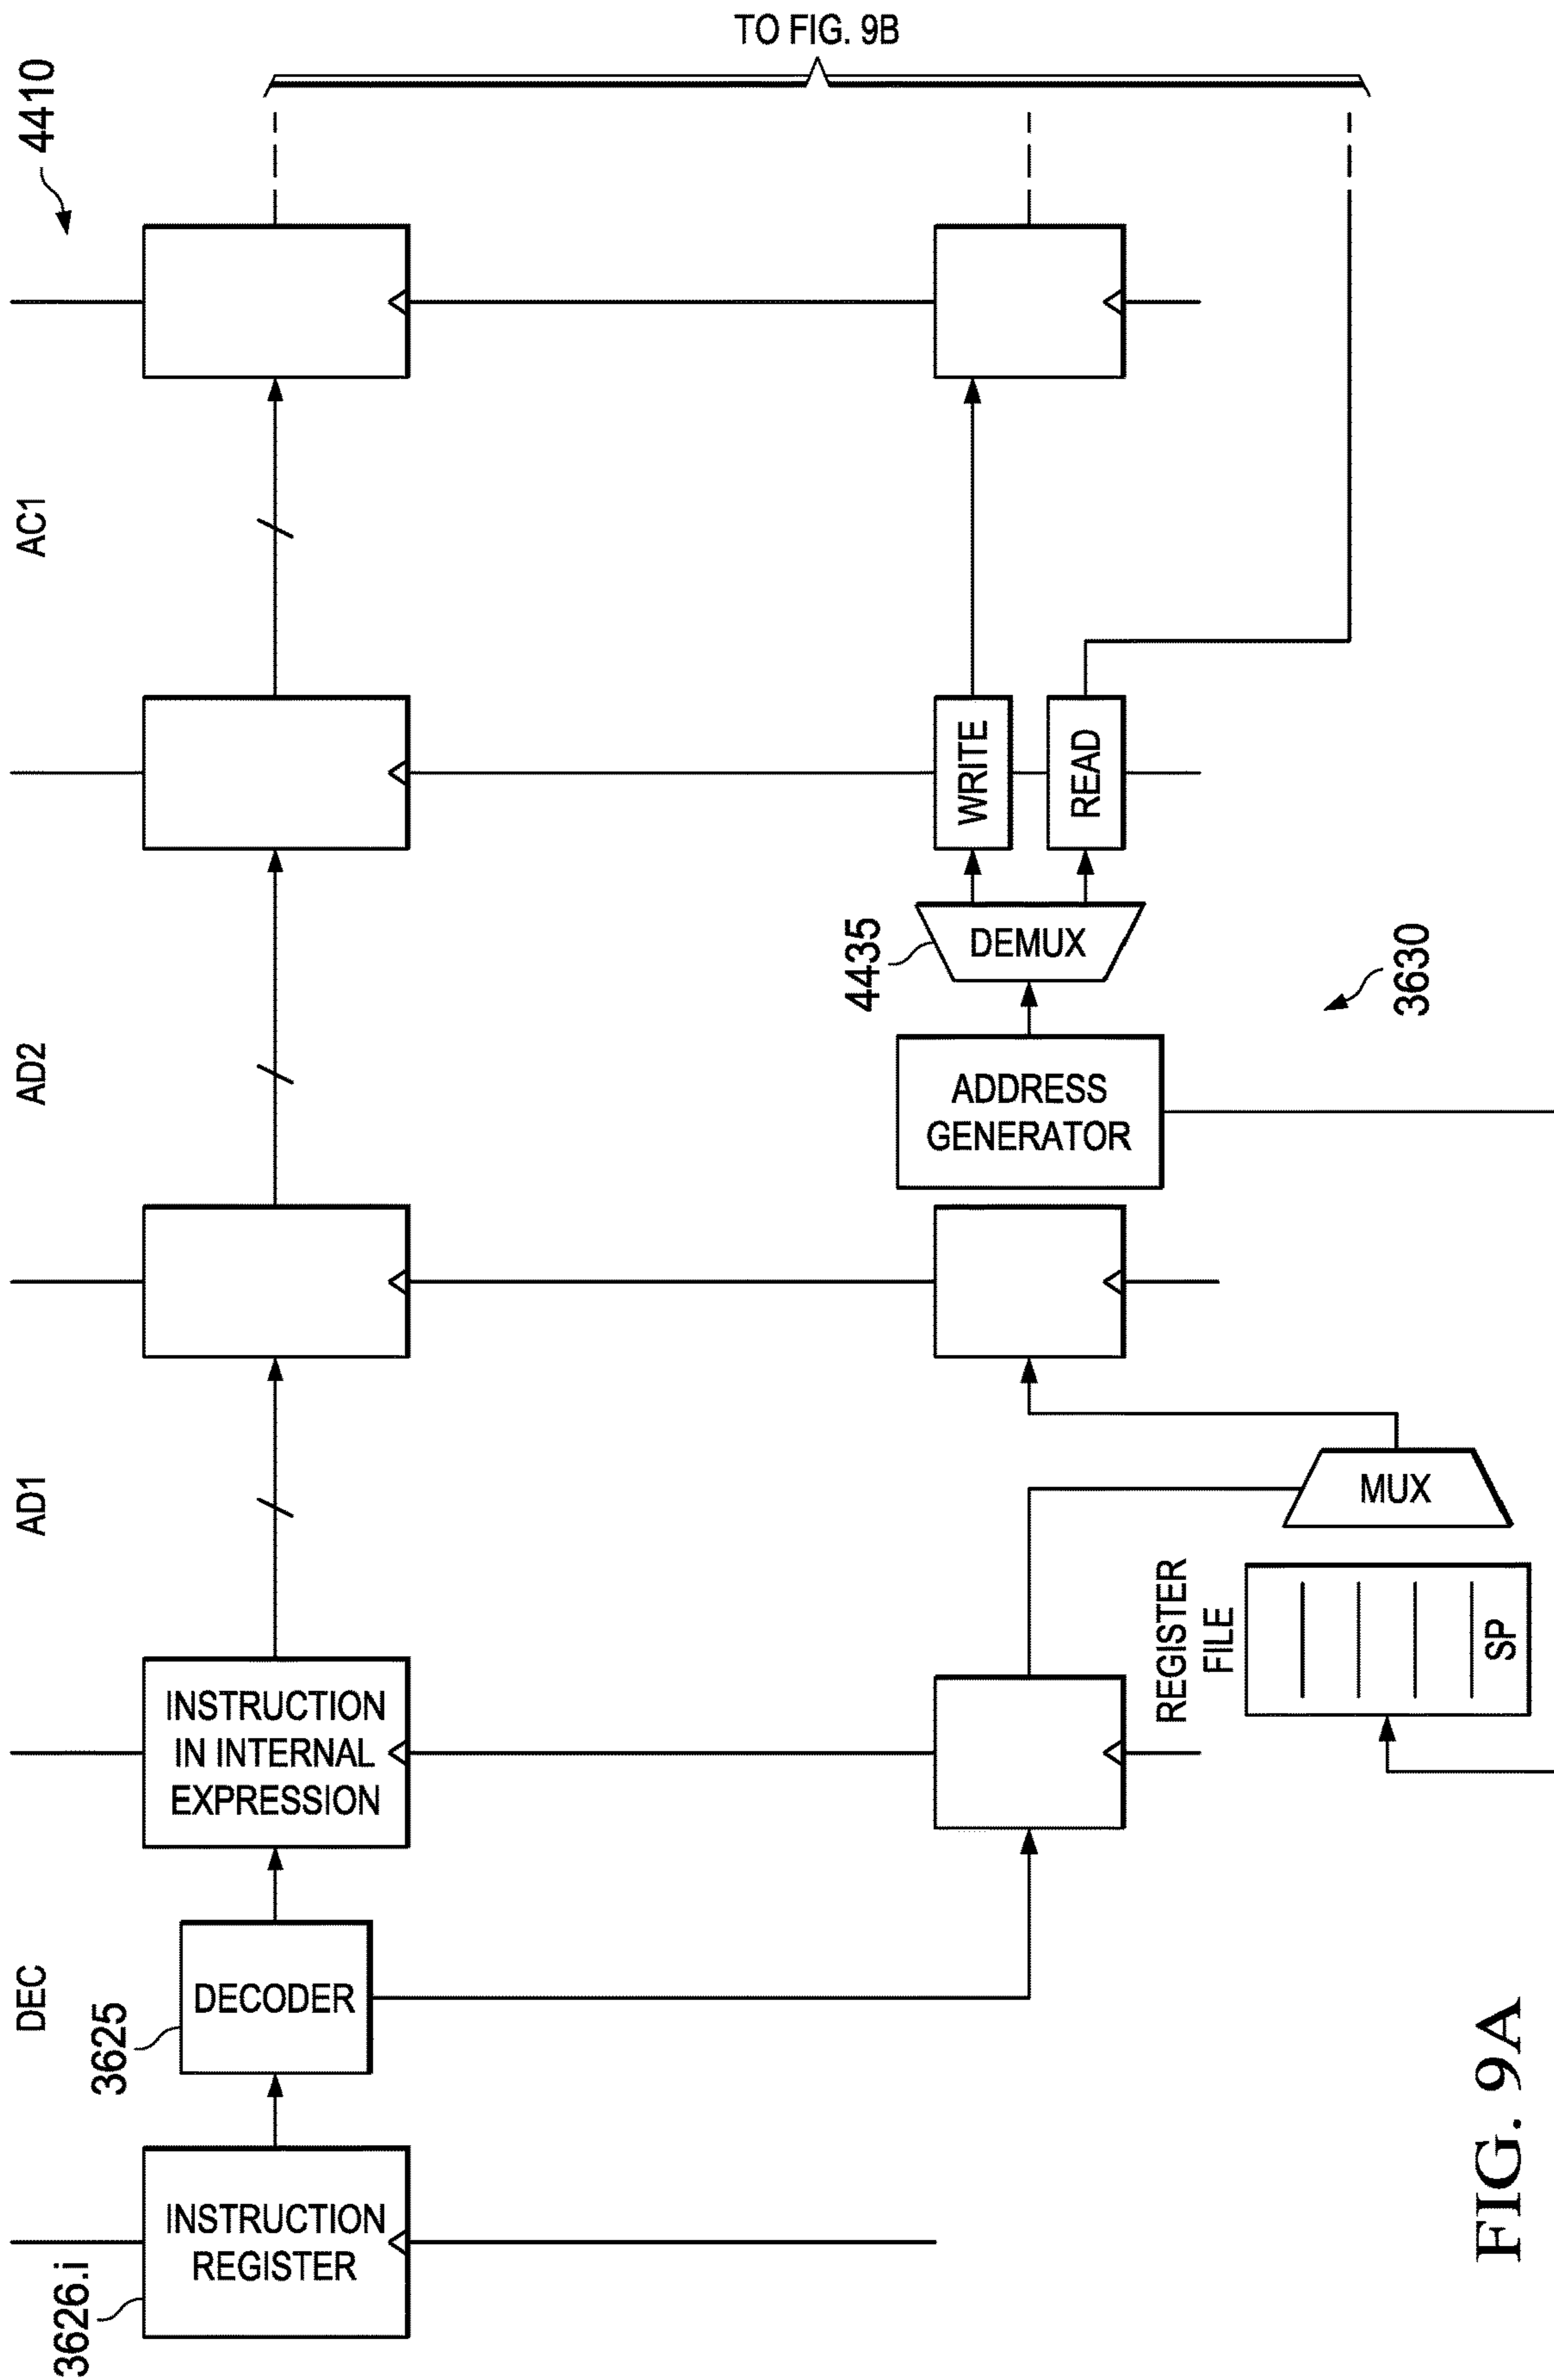 4410
TO FIG. 9B
DEC
AD1
AD2
AC1
3626.i
3625
INSTRUCTION
REGISTER
DECODER
INSTRUCTION
IN INTERNAL
EXPRESSION
REGISTER
FILE
SP
MUX
ADDRESS
GENERATOR
4435
DEMUX
WRITE
READ
3630
FIG. 9A